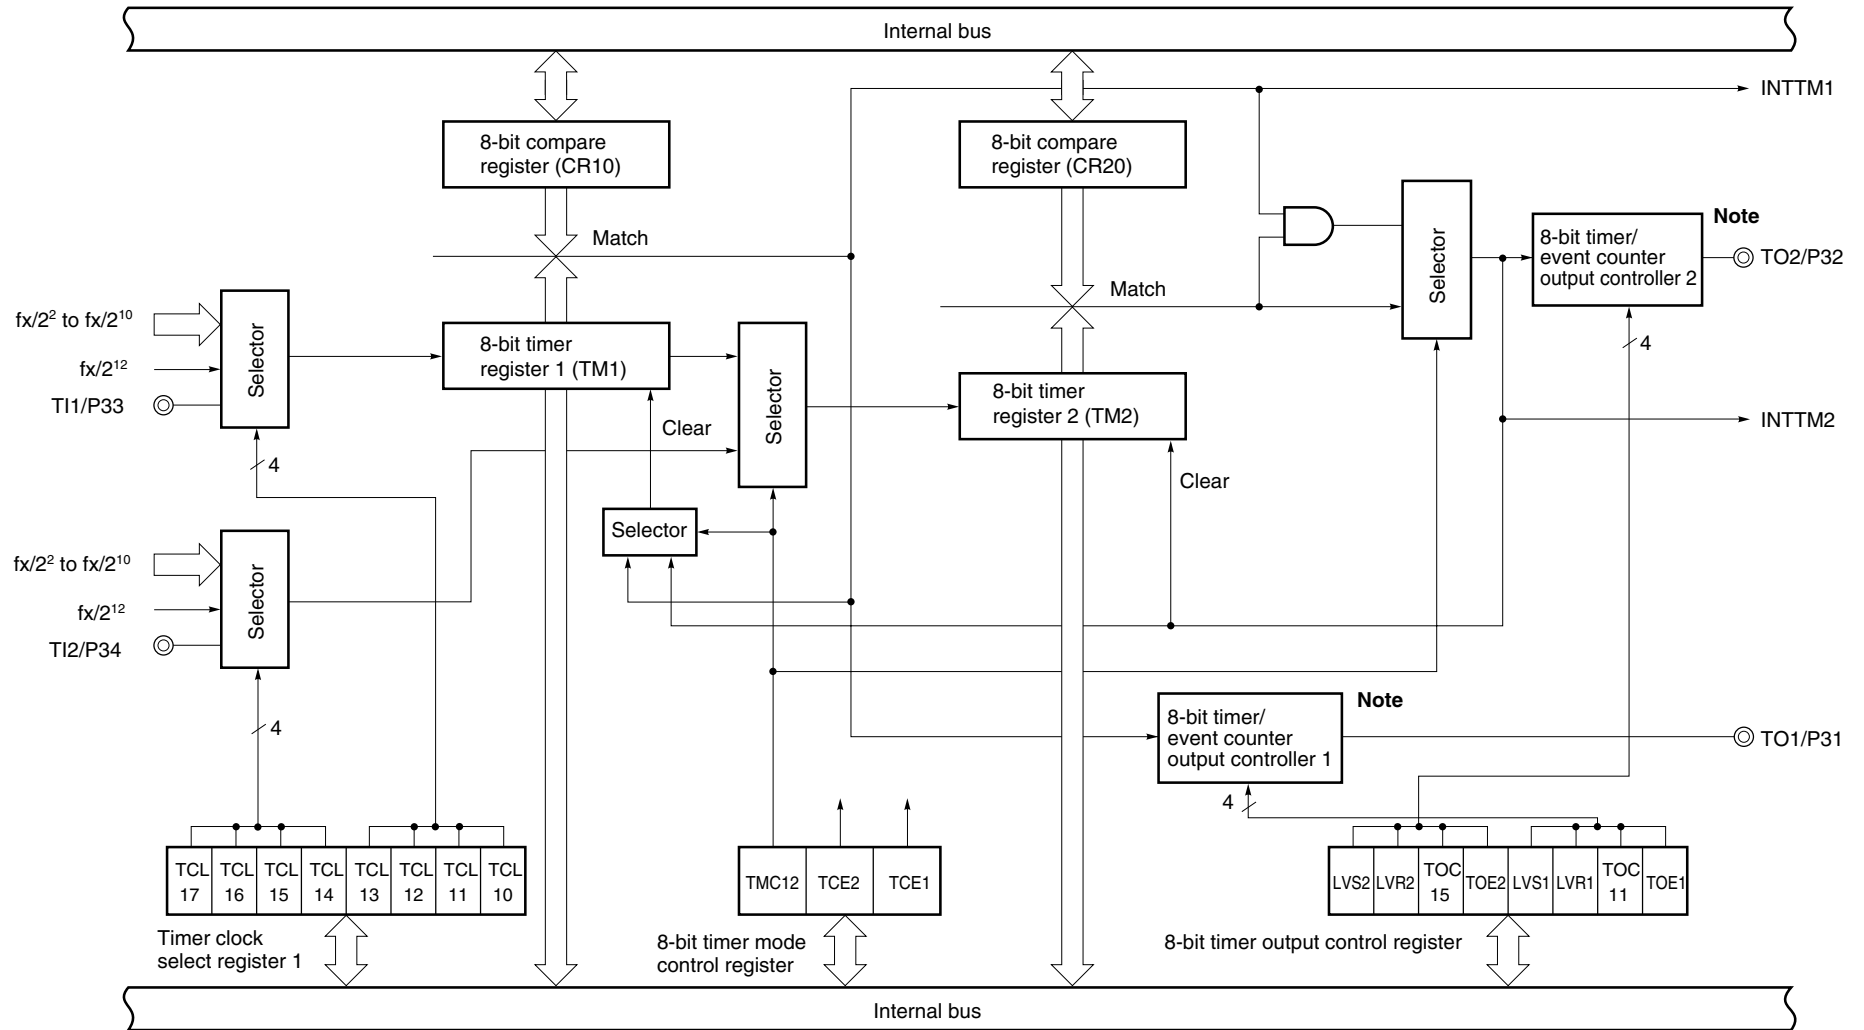 Internal bus
INTTM1
8-bit compare
register (CR10)
8-bit compare
register (CR20)
Match
Match
Selector
Note
8-bit timer/
event counter
output controller 2
TO2/P32
4
fx/2² to fx/2¹⁰
fx/2¹²
TI1/P33
Selector
4
8-bit timer
register 1 (TM1)
Clear
Selector
8-bit timer
register 2 (TM2)
Clear
INTTM2
Selector
fx/2² to fx/2¹⁰
fx/2¹²
TI2/P34
Selector
4
Note
8-bit timer/
event counter
output controller 1
TO1/P31
4
TCL 17
TCL 16
TCL 15
TCL 14
TCL 13
TCL 12
TCL 11
TCL 10
Timer clock
select register 1
TMC12
TCE2
TCE1
8-bit timer mode
control register
LVS2
LVR2
TOC 15
TOE2
LVS1
LVR1
TOC 11
TOE1
8-bit timer output control register
Internal bus